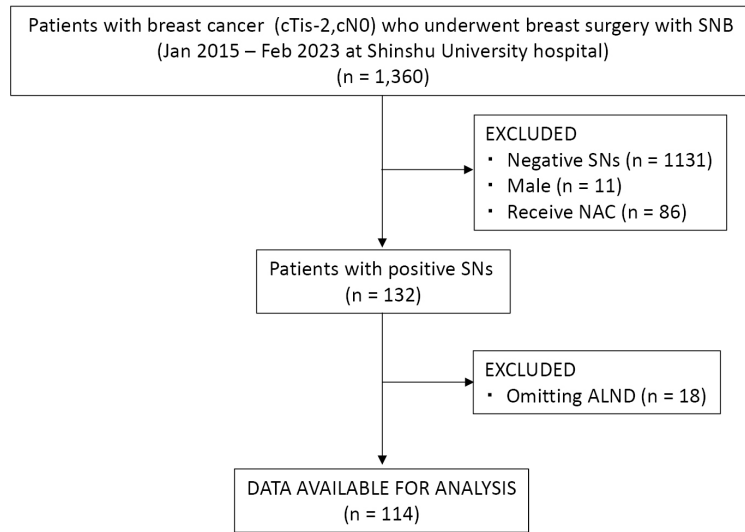 Patients with breast cancer (cTis-2,cN0) who underwent breast surgery with SNB
(Jan 2015 – Feb 2023 at Shinshu University hospital)
(n = 1,360)
EXCLUDED
・ Negative SNs (n = 1131)
・ Male (n = 11)
・ Receive NAC (n = 86)
Patients with positive SNs
(n = 132)
EXCLUDED
・ Omitting ALND (n = 18)
DATA AVAILABLE FOR ANALYSIS
(n = 114)